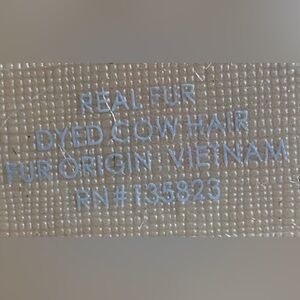 REAL FUR
DYED COW HAIR
FUR ORIGIN: VIETNAM
RN#135823